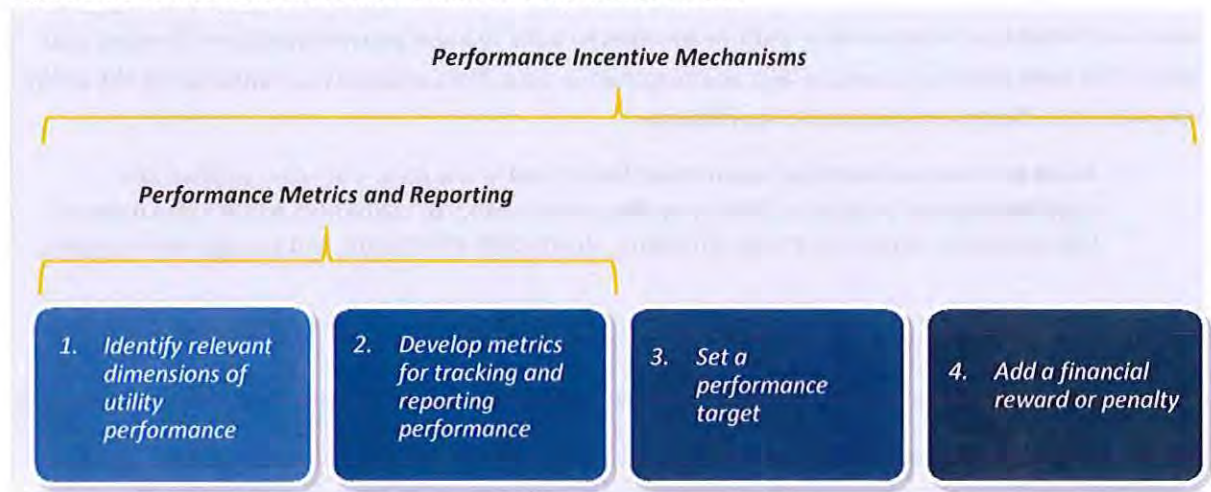 Performance Incentive Mechanisms
Performance Metrics and Reporting
1. Identify relevant
dimensions of
utility
performance
2. Develop metrics
for tracking and
reporting
performance
3. Set a
performance
target
4. Add a financial
reward or penalty